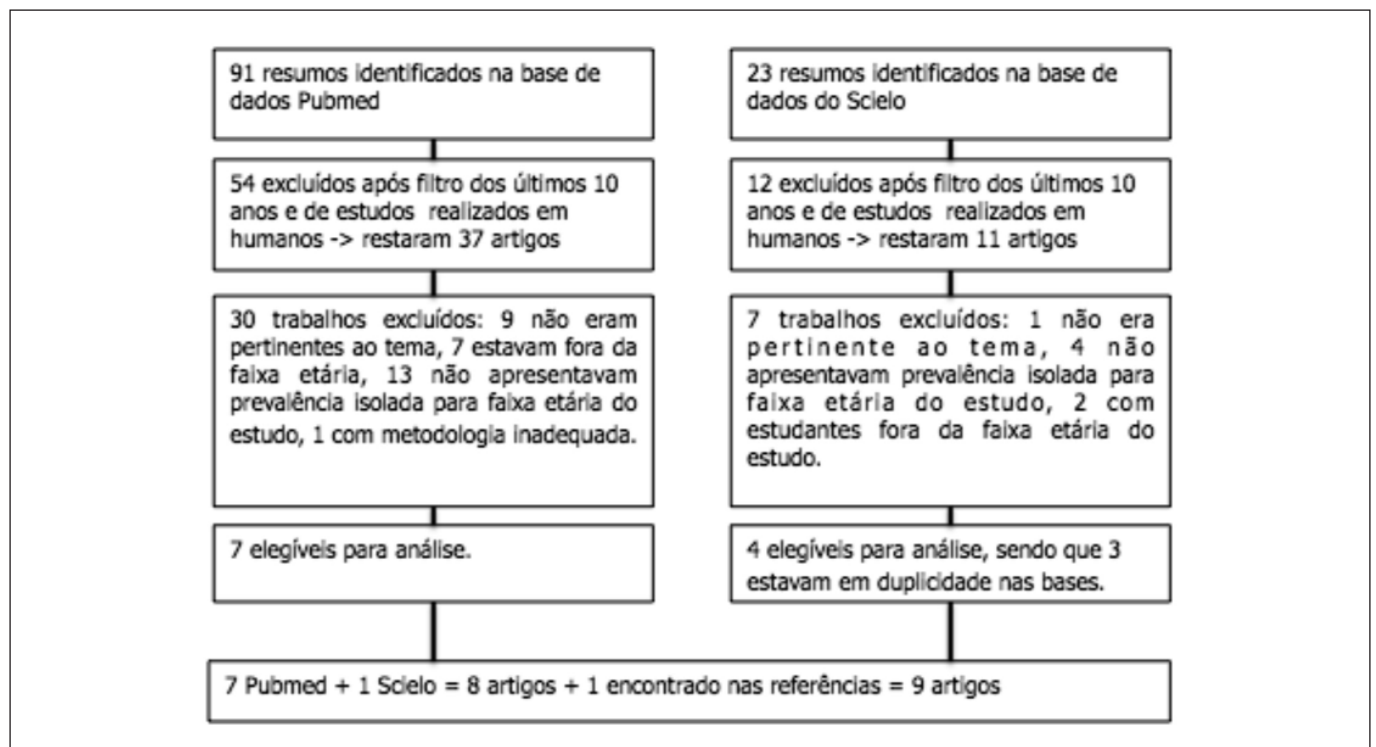 91 resumos identificados na base de
dados Pubmed
54 excluídos após filtro dos últimos 10
anos e de estudos realizados em
humanos -> restaram 37 artigos
30 trabalhos excluídos: 9 não eram
pertinentes ao tema, 7 estavam fora da
faixa etária, 13 não apresentavam
prevalência isolada para faixa etária do
estudo, 1 com metodologia inadequada.
7 elegíveis para análise.
23 resumos identificados na base de
dados do Scielo
12 excluídos após filtro dos últimos 10
anos e de estudos realizados em
humanos -> restaram 11 artigos
7 trabalhos excluídos: 1 não era
pertinente ao tema, 4 não
apresentavam prevalência isolada para
faixa etária do estudo, 2 com
estudantes fora da faixa etária do
estudo.
4 elegíveis para análise, sendo que 3
estavam em duplicidade nas bases.
7 Pubmed + 1 Scielo = 8 artigos + 1 encontrado nas referências = 9 artigos